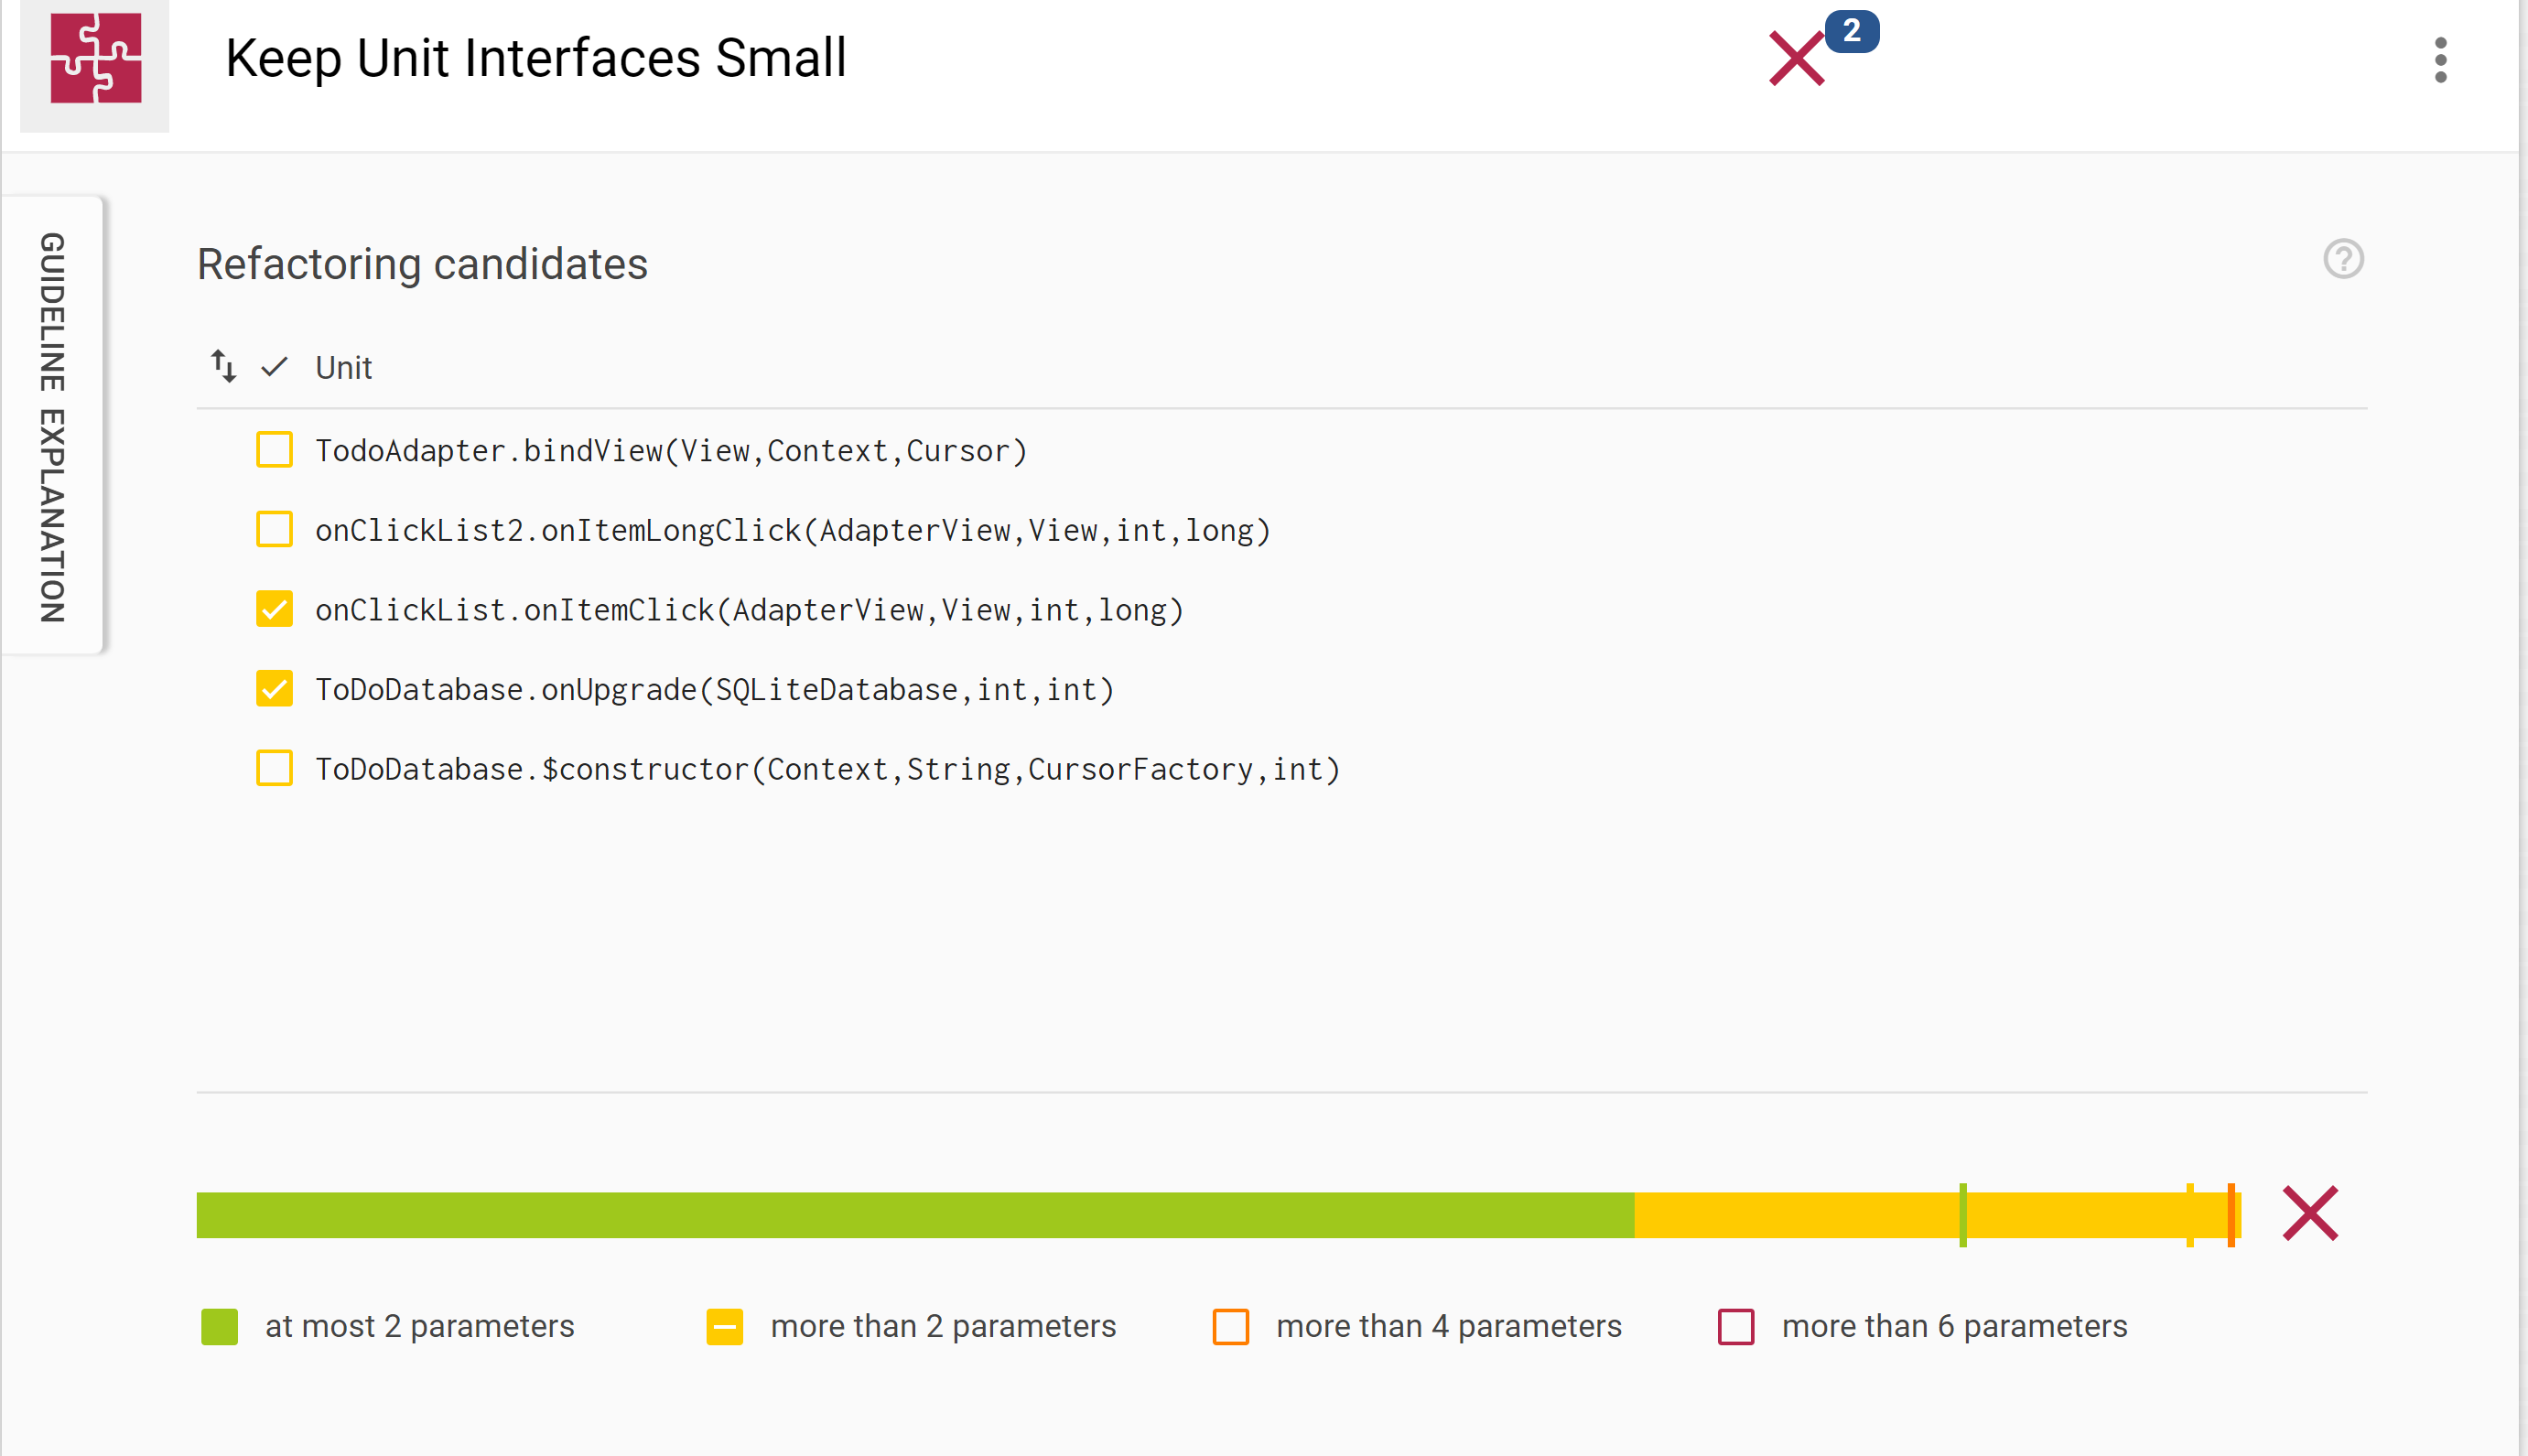 Keep Unit Interfaces Small
2
GUIDELINE EXPLANATION
Refactoring candidates
?
Unit
TodoAdapter.bindView(View,Context,Cursor)
onClickList2.onItemLongClick(AdapterView,View,int,long)
onClickList.onItemClick(AdapterView,View,int,long)
ToDoDatabase.onUpgrade(SQLiteDatabase,int,int)
ToDoDatabase.$constructor(Context,String,CursorFactory,int)
at most 2 parameters
more than 2 parameters
more than 4 parameters
more than 6 parameters